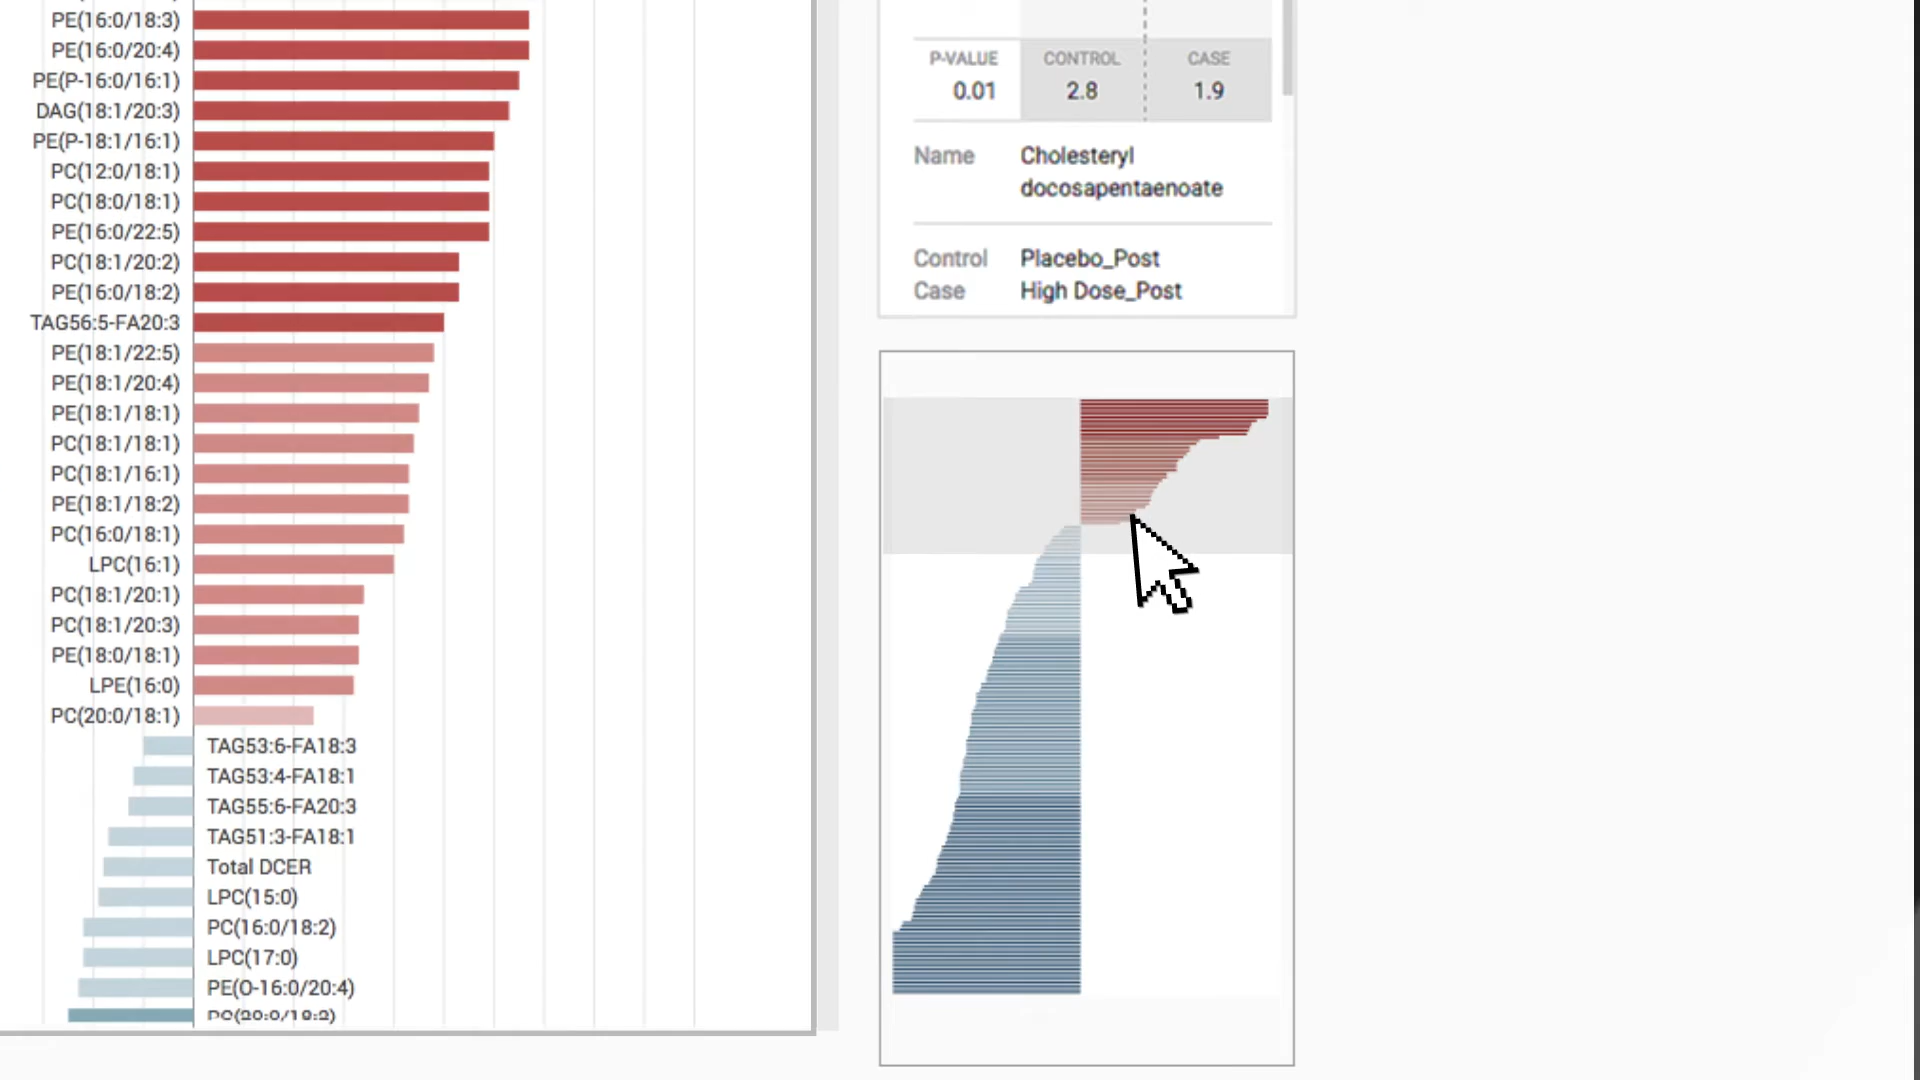 PE(16:0/18:3)
PE(16:0/20:4)
PE(P-16:0/16:1)
DAG(18:1/20:3)
PE(P-18:1/16:1)
PC(12:0/18:1)
PC(18:0/18:1)
PE(16:0/22:5)
PC(18:1/20:2)
PE(16:0/18:2)
TAG56:5-FA20:3
PE(18:1/22:5)
PE(18:1/20:4)
PE(18:1/18:1)
PC(18:1/18:1)
PC(18:1/16:1)
PE(18:1/18:2)
PC(16:0/18:1)
LPC(16:1)
PC(18:1/20:1)
PC(18:1/20:3)
PE(18:0/18:1)
LPE(16:0)
PC(20:0/18:1)
TAG53:6-FA18:3
TAG53:4-FA18:1
TAG55:6-FA20:3
TAG51:3-FA18:1
Total DCER
LPC(15:0)
PC(16:0/18:2)
LPC(17:0)
PE(O-16:0/20:4)
P-VALUE CONTROL CASE
0.01 2.8 1.9
Name Cholesteryl
docosapentaenoate
Control Placebo_Post
Case High Dose_Post